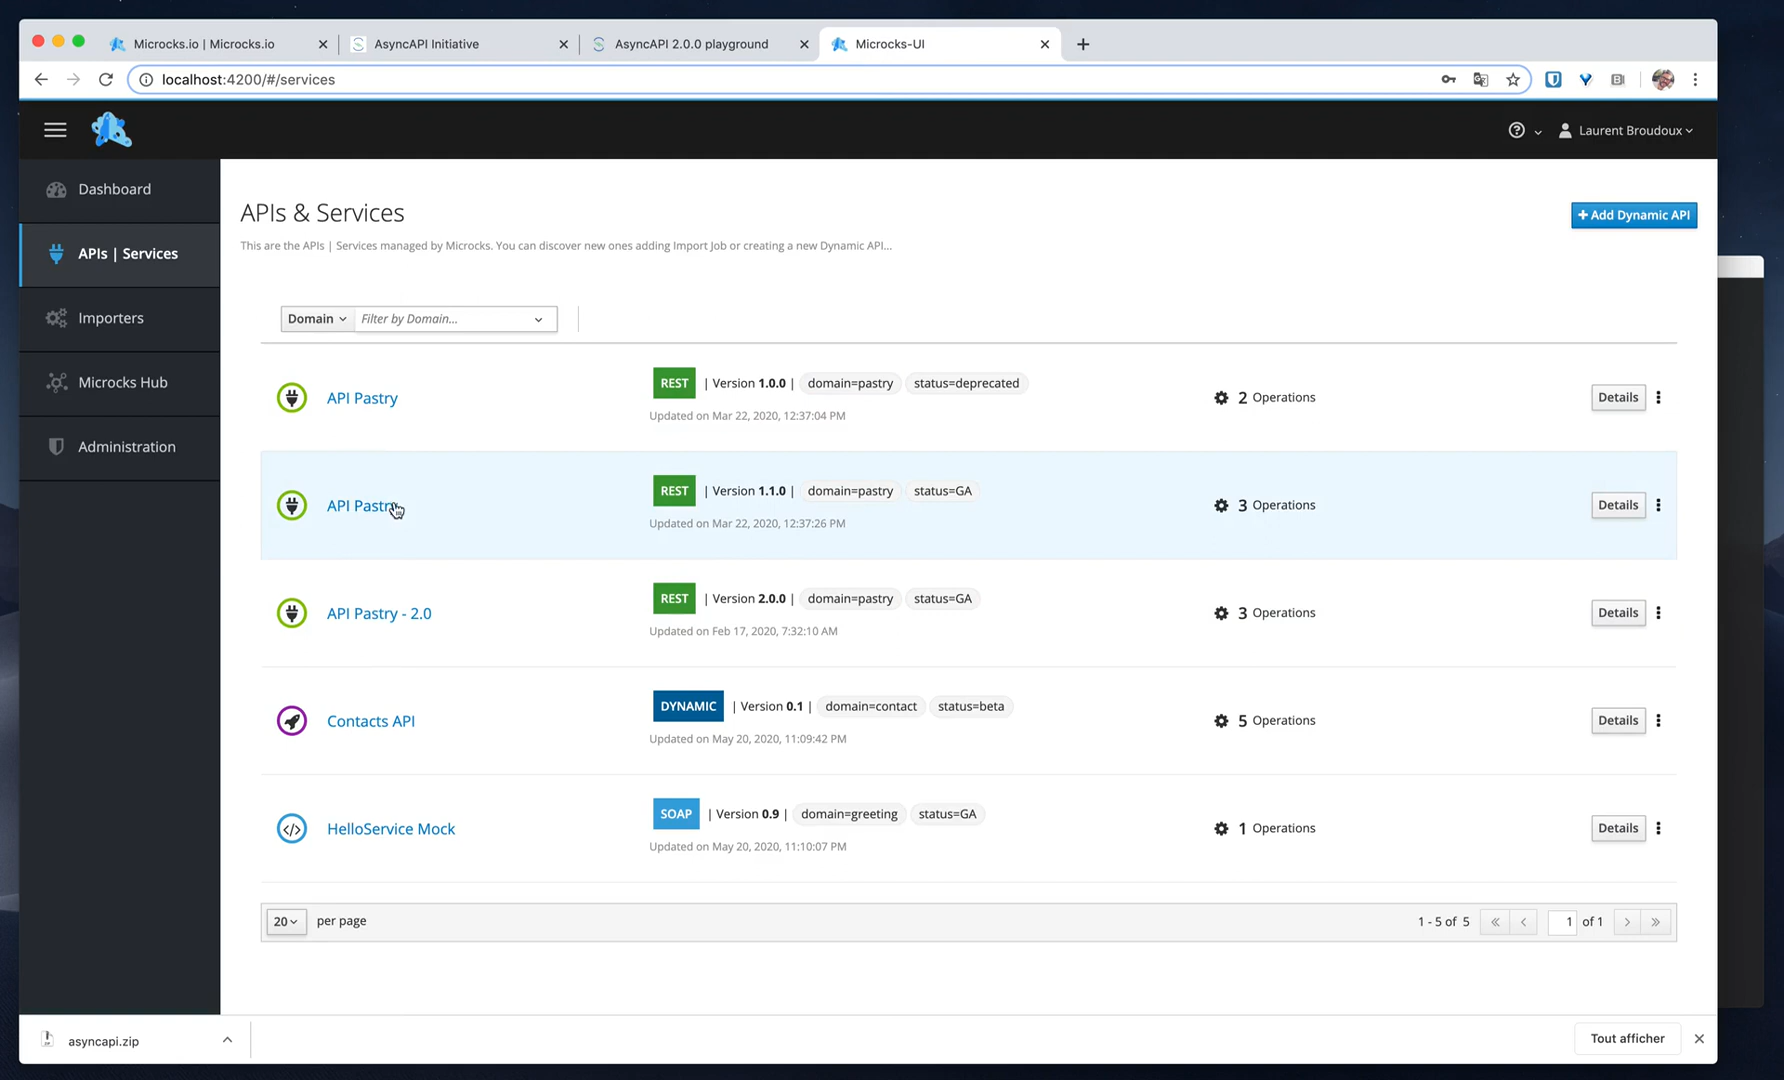 Microcks.io | Microcks.io
AsyncAPI Initiative
AsyncAPI 2.0.0 playground
Microcks-UI
localhost:4200/#/services
Laurent Broudoux
Dashboard
APIs | Services
Importers
Microcks Hub
Administration
APIs & Services
+ Add Dynamic API
This are the APIs | Services managed by Microcks. You can discover new ones adding Import Job or creating a new Dynamic API...
Domain
Filter by Domain...
API Pastry
REST | Version 1.0.0 | domain=pastry status=deprecated
Updated on Mar 22, 2020, 12:37:04 PM
2 Operations
Details
API Pastry
REST | Version 1.1.0 | domain=pastry status=GA
Updated on Mar 22, 2020, 12:37:26 PM
3 Operations
Details
API Pastry - 2.0
REST | Version 2.0.0 | domain=pastry status=GA
Updated on Feb 17, 2020, 7:32:10 AM
3 Operations
Details
Contacts API
DYNAMIC | Version 0.1 | domain=contact status=beta
Updated on May 20, 2020, 11:09:42 PM
5 Operations
Details
HelloService Mock
SOAP | Version 0.9 | domain=greeting status=GA
Updated on May 20, 2020, 11:10:07 PM
1 Operations
Details
20 per page
1 - 5 of 5
1 of 1
asyncapi.zip
Tout afficher